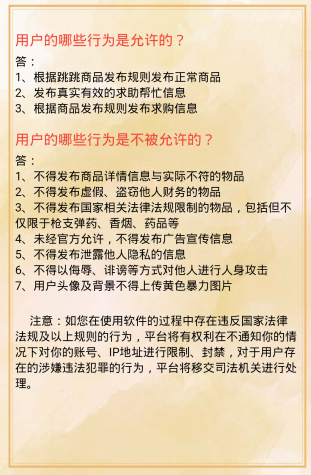 用户的哪些行为是允许的？
答：
1、根据跳跳商品发布规则发布正常商品
2、发布真实有效的求助帮忙信息
3、根据商品发布规则发布求购信息
用户的哪些行为是不被允许的？
答：
1、不得发布商品详情信息与实际不符的物品
2、不得发布虚假、盗窃他人财务的物品
3、不得发布国家相关法律法规限制的物品，包括但不
仅限于枪支弹药、香烟、药品等
4、未经官方允许，不得发布广告宣传信息
5、不得发布泄露他人隐私的信息
6、不得以侮辱、诽谤等方式对他人进行人身攻击
7、用户头像及背景不得上传黄色暴力图片
注意：如您在使用软件的过程中存在违反国家法律
法规及以上规则的行为，平台将有权利在不通知你的情
况下对你的账号、IP地址进行限制、封禁，对于用户存
在的涉嫌违法犯罪的行为，平台将移交司法机关进行处
理。